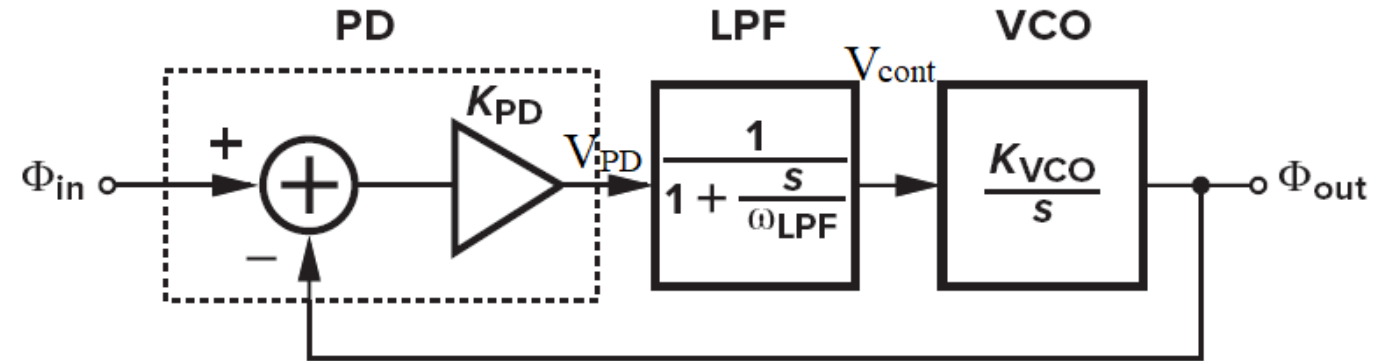 PD
LPF
VCO
K_PD
V_PD
V_cont
Φ_in
+
+
−
1
1 + s
ω_LPF
K_VCO
s
Φ_out